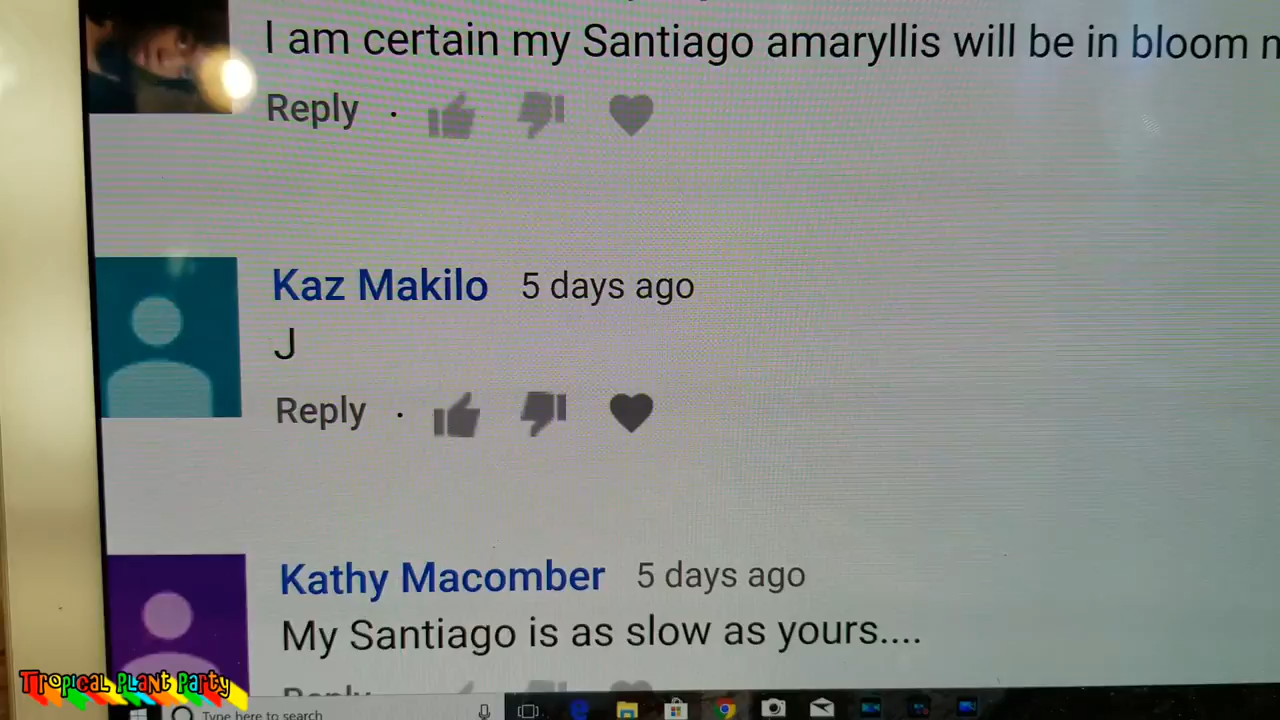 I am certain my Santiago amaryllis will be in bloom
Reply
Kaz Makilo 5 days ago
J
Reply
Kathy Macomber 5 days ago
My Santiago is as slow as yours....
Reply
Tropical Plant Party
Type here to search